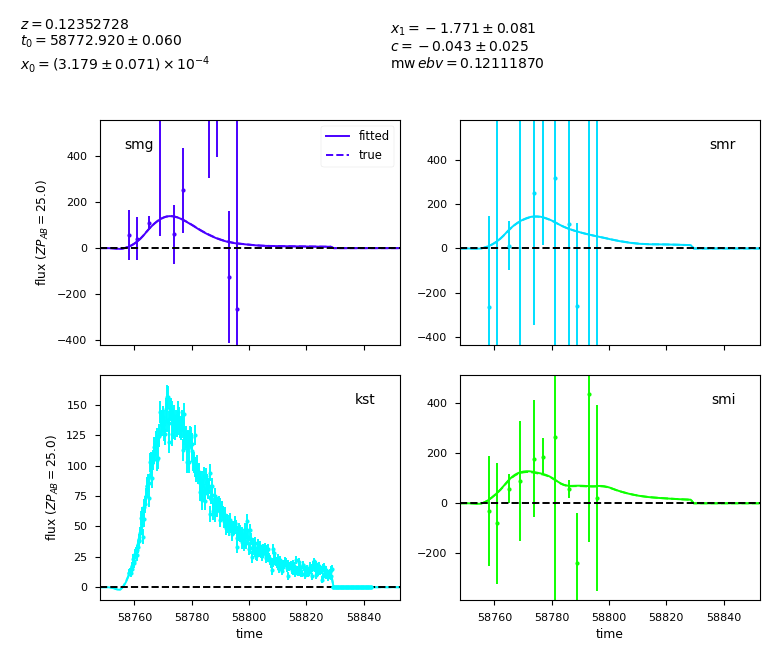 z = 0.12352728
t₀ = 58772.920 ± 0.060
x₀ = (3.179 ± 0.071) × 10⁻⁴
x₁ = −1.771 ± 0.081
c = −0.043 ± 0.025
mw ebv = 0.12111870
smg
fitted
true
400
200
0
−200
−400
flux (ZP_AB = 25.0)
smr
400
200
0
−200
−400
kst
150
125
100
75
50
25
0
flux (ZP_AB = 25.0)
58760 58780 58800 58820 58840
time
smi
400
200
0
−200
58760 58780 58800 58820 58840
time